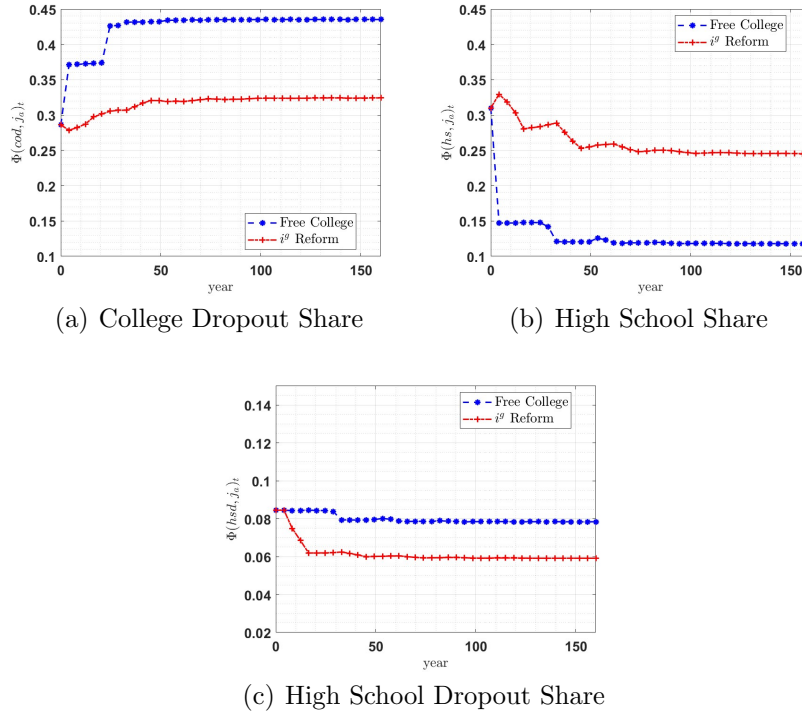 0.45
0.4
0.35
0.3
0.25
0.2
0.15
0.1
Φ(cod, j_a)_t
Free College
i^g Reform
0 50 100 150
year
(a) College Dropout Share
0.45
0.4
0.35
0.3
0.25
0.2
0.15
0.1
Φ(hs, j_a)_t
Free College
i^g Reform
0 50 100 150
year
(b) High School Share
0.14
0.12
0.1
0.08
0.06
0.04
0.02
Φ(hsd, j_a)_t
Free College
i^g Reform
0 50 100 150
year
(c) High School Dropout Share